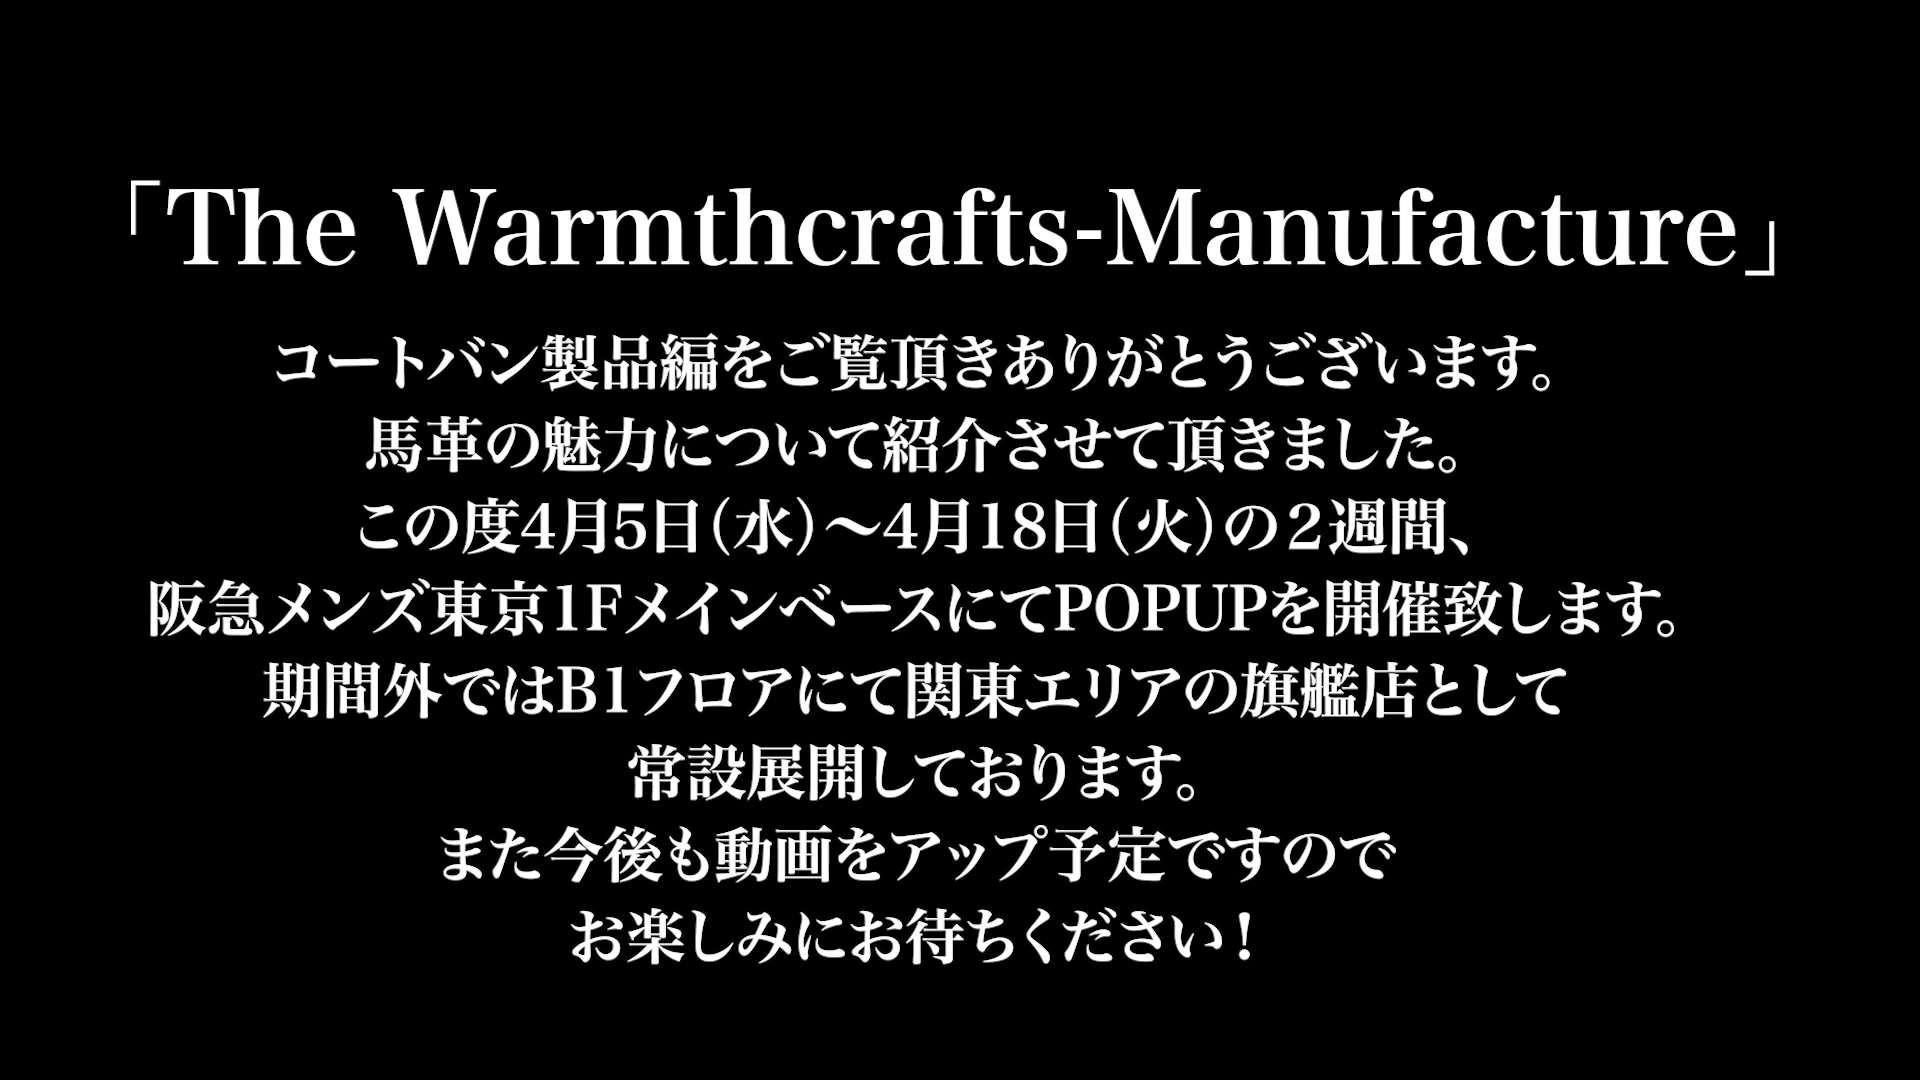 「The Warmthcrafts-Manufacture」
コートバン製品編をご覧頂きありがとうございます。
馬革の魅力について紹介させて頂きました。
この度4月5日(水)～4月18日(火)の２週間、
阪急メンズ東京1FメインベースにてPOPUPを開催致します。
期間外ではB1フロアにて関東エリアの旗艦店として
常設展開しております。
また今後も動画をアップ予定ですので
お楽しみにお待ちください！